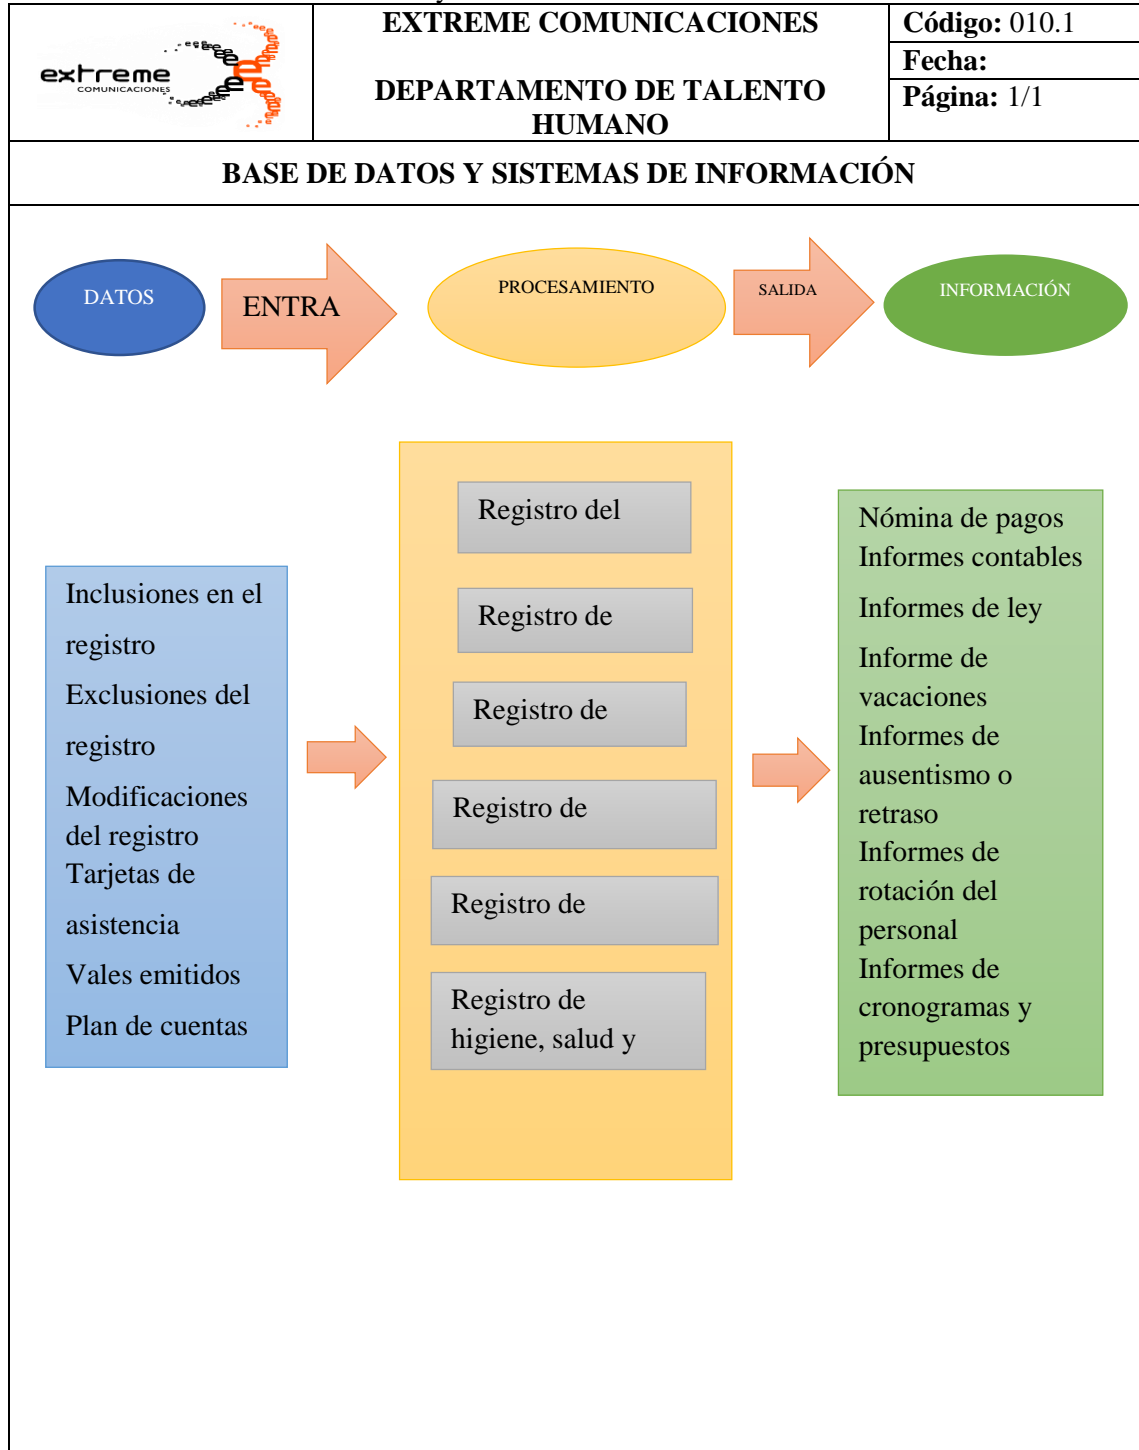 extreme
COMUNICACIONES
EXTREME COMUNICACIONES
DEPARTAMENTO DE TALENTO
HUMANO
Código: 010.1
Fecha:
Página: 1/1
BASE DE DATOS Y SISTEMAS DE INFORMACIÓN
DATOS
ENTRA
PROCESAMIENTO
SALIDA
INFORMACIÓN
Inclusiones en el
registro
Exclusiones del
registro
Modificaciones
del registro
Tarjetas de
asistencia
Vales emitidos
Plan de cuentas
Registro del
Registro de
Registro de
Registro de
Registro de
Registro de
higiene, salud y
Nómina de pagos
Informes contables
Informes de ley
Informe de
vacaciones
Informes de
ausentismo o
retraso
Informes de
rotación del
personal
Informes de
cronogramas y
presupuestos